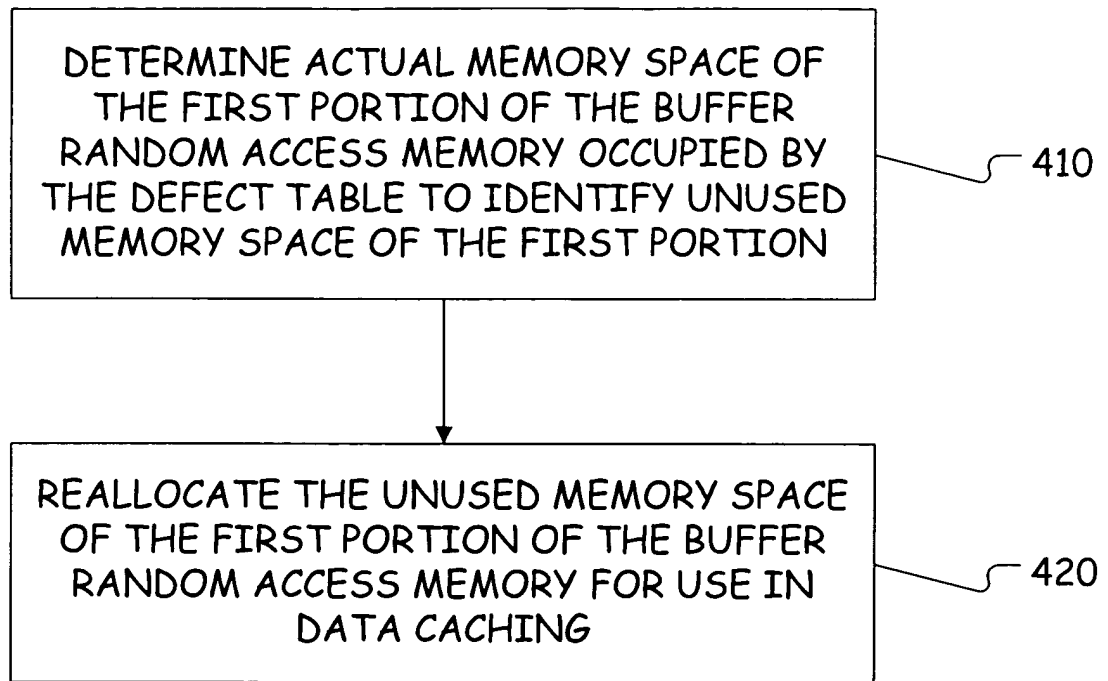 DETERMINE ACTUAL MEMORY SPACE OF
THE FIRST PORTION OF THE BUFFER
RANDOM ACCESS MEMORY OCCUPIED BY
THE DEFECT TABLE TO IDENTIFY UNUSED
MEMORY SPACE OF THE FIRST PORTION
410
REALLOCATE THE UNUSED MEMORY SPACE
OF THE FIRST PORTION OF THE BUFFER
RANDOM ACCESS MEMORY FOR USE IN
DATA CACHING
420